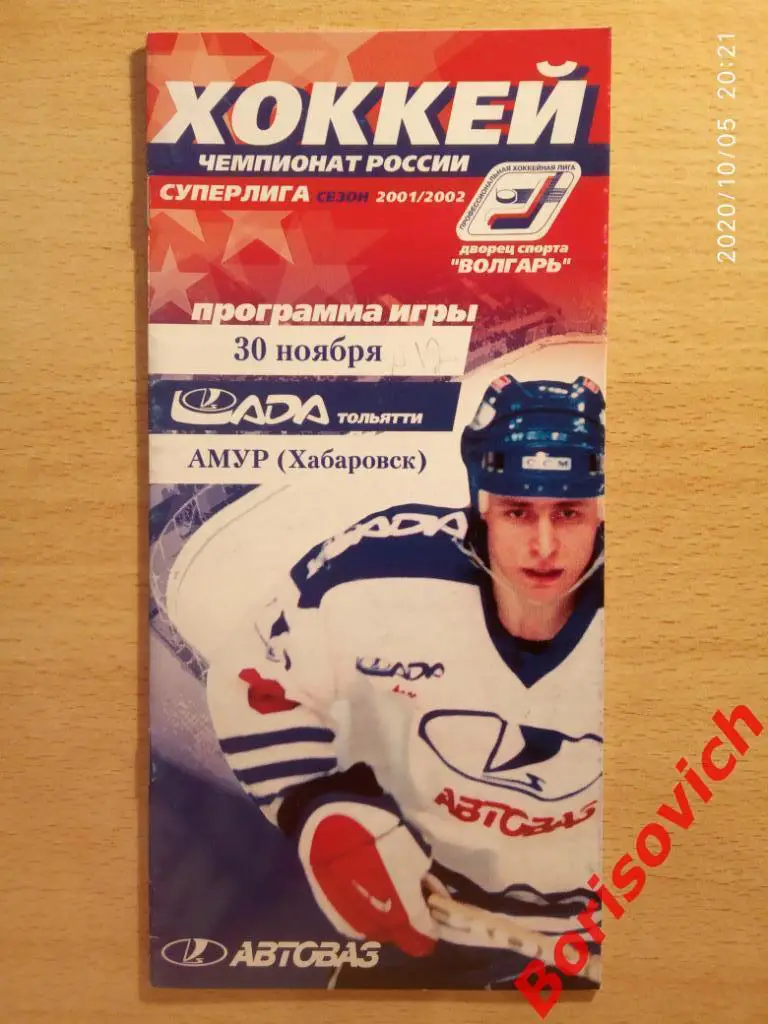 ХОККЕЙ
ЧЕМПИОНАТ РОССИИ
СУПЕРЛИГА СЕЗОН 2001/2002
ПРОФЕССИОНАЛЬНАЯ ХОККЕЙНАЯ ЛИГА
дворец спорта
"ВОЛГАРЬ"
программа игры
30 ноября
ЛАДА ТОЛЬЯТТИ
АМУР (Хабаровск)
CCM
ЛАДА
ЛАДА
АВТОВАЗ
АВТОВАЗ
2020/10/05 20:21
Borisovich